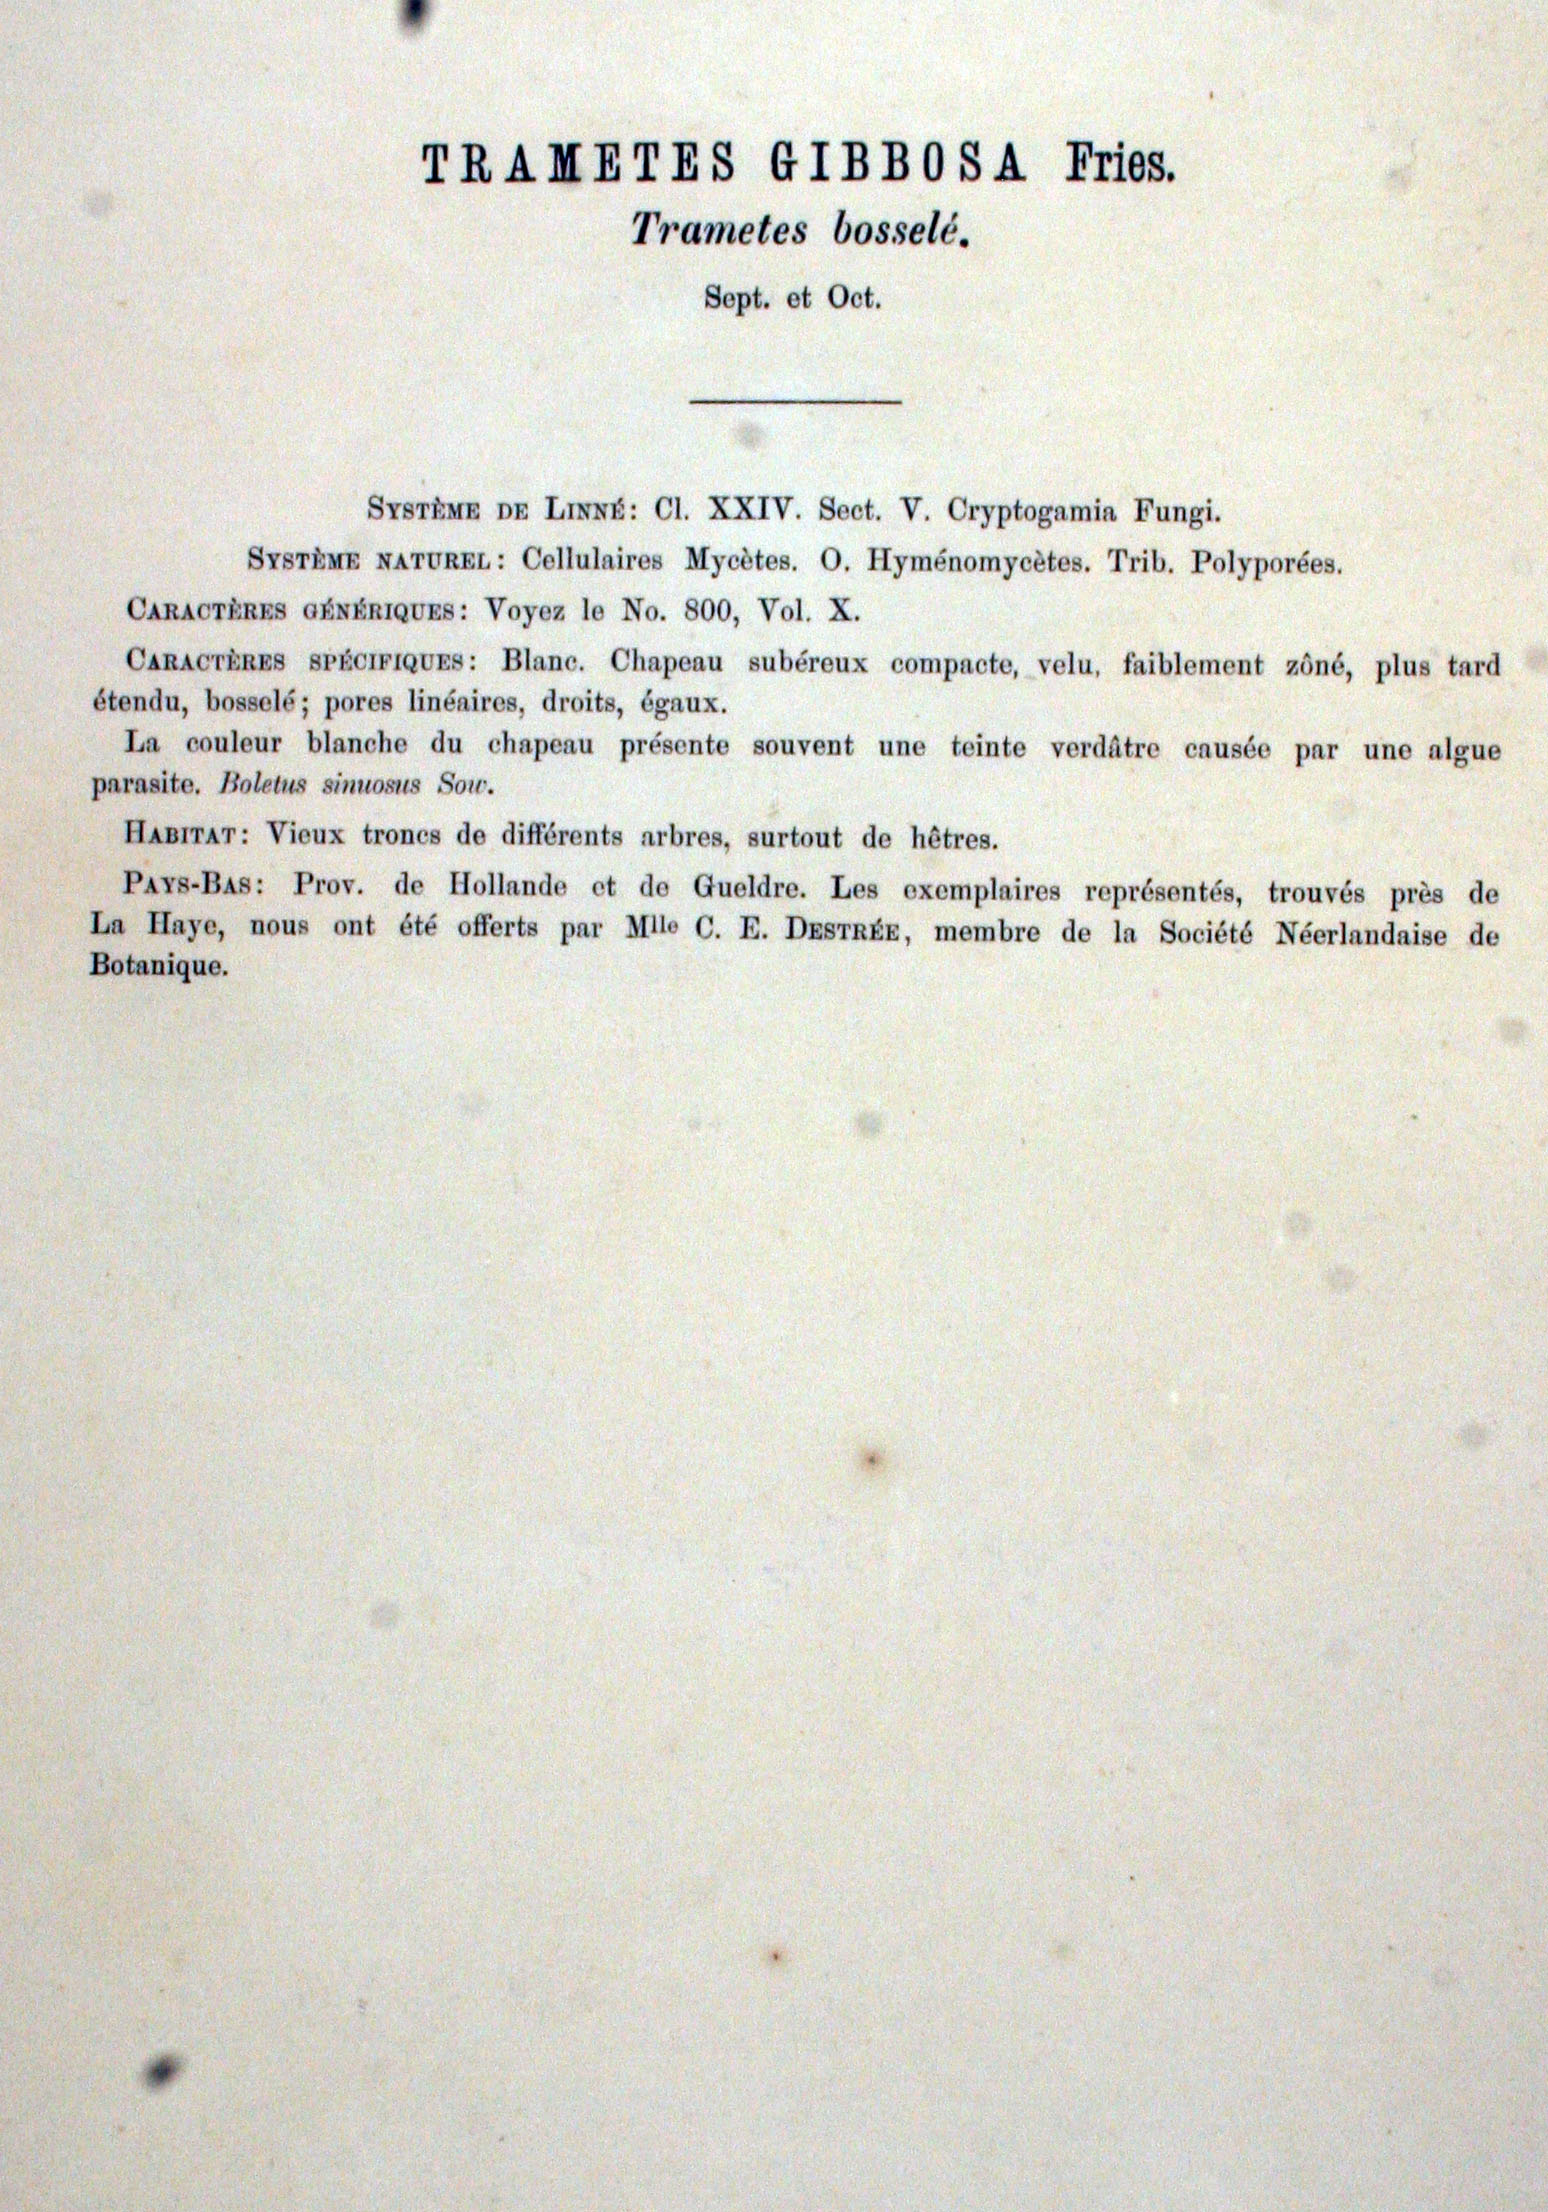 TRAMETES GIBBOSA Fries.
Trametes bosselé.
Sept. et Oct.
Système de Linné: Cl. XXIV. Sect. V. Cryptogamia Fungi.
Système naturel: Cellulaires Mycètes. O. Hyménomycètes. Trib. Polyporées.
Caractères génériques: Voyez le No. 800, Vol. X.
Caractères spécifiques: Blanc. Chapeau subéreux compacte, velu, faiblement zôné, plus tard
étendu, bosselé; pores linéaires, droits, égaux.
La couleur blanche du chapeau présente souvent une teinte verdâtre causée par une algue
parasite. Boletus sinuosus Sow.
Habitat: Vieux troncs de différents arbres, surtout de hêtres.
Pays-Bas: Prov. de Hollande et de Gueldre. Les exemplaires représentés, trouvés près de
La Haye, nous ont été offerts par Mlle C. E. Destrée, membre de la Société Néerlandaise de
Botanique.